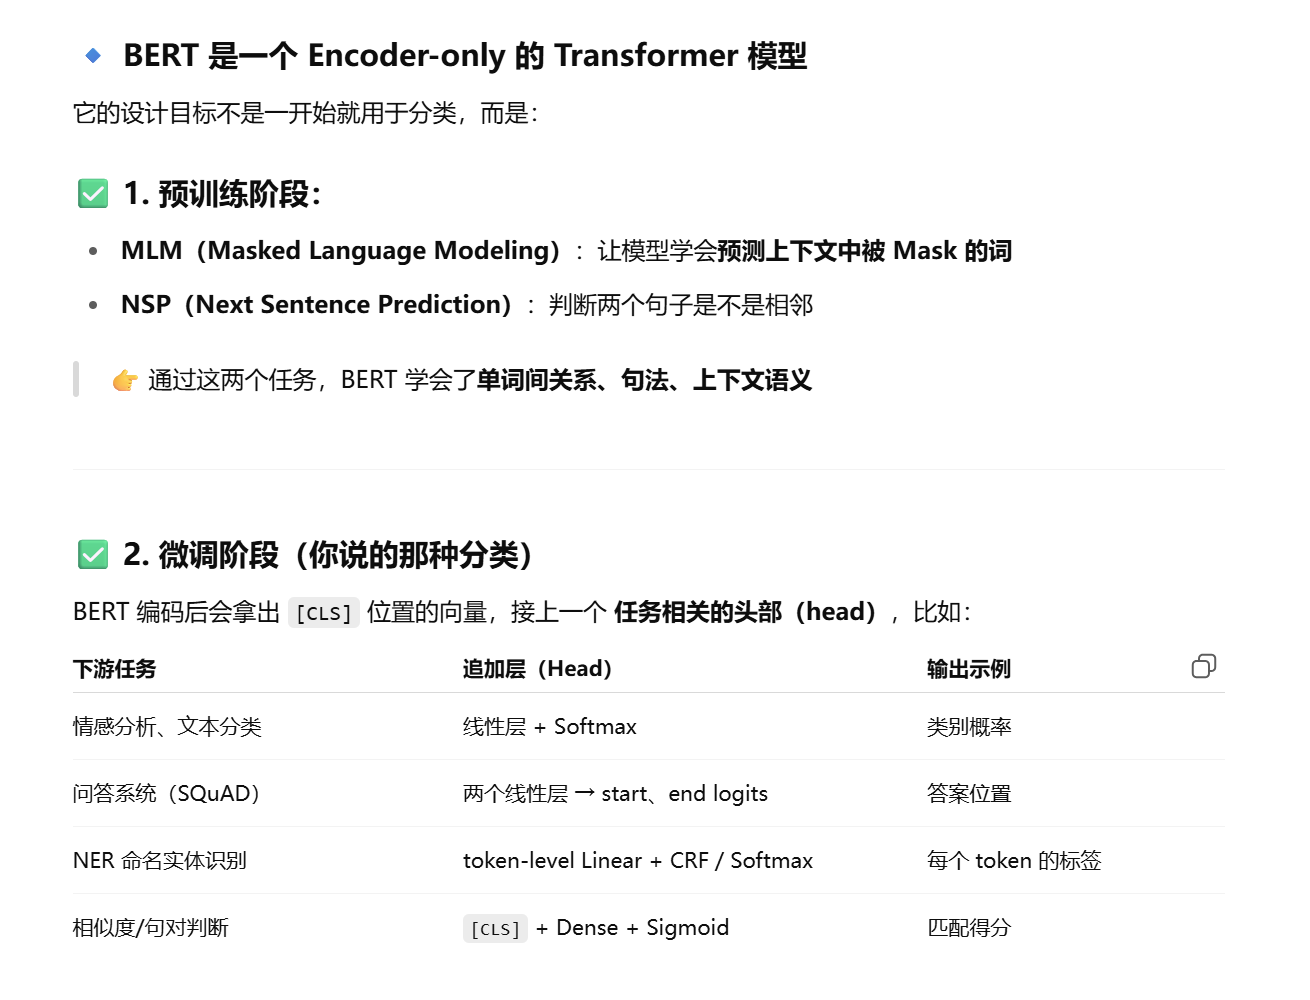 🔹 BERT 是一个 Encoder-only 的 Transformer 模型
它的设计目标不是一开始就用于分类，而是：
✅ 1. 预训练阶段：
• MLM（Masked Language Modeling）：让模型学会预测上下文中被 Mask 的词
• NSP（Next Sentence Prediction）：判断两个句子是不是相邻
👉 通过这两个任务，BERT 学会了单词间关系、句法、上下文语义
✅ 2. 微调阶段（你说的那种分类）
BERT 编码后会拿出 [CLS] 位置的向量，接上一个 任务相关的头部（head），比如：
下游任务 追加层（Head） 输出示例
情感分析、文本分类 线性层 + Softmax 类别概率
问答系统（SQuAD） 两个线性层 → start、end logits 答案位置
NER 命名实体识别 token-level Linear + CRF / Softmax 每个 token 的标签
相似度/句对判断 [CLS] + Dense + Sigmoid 匹配得分